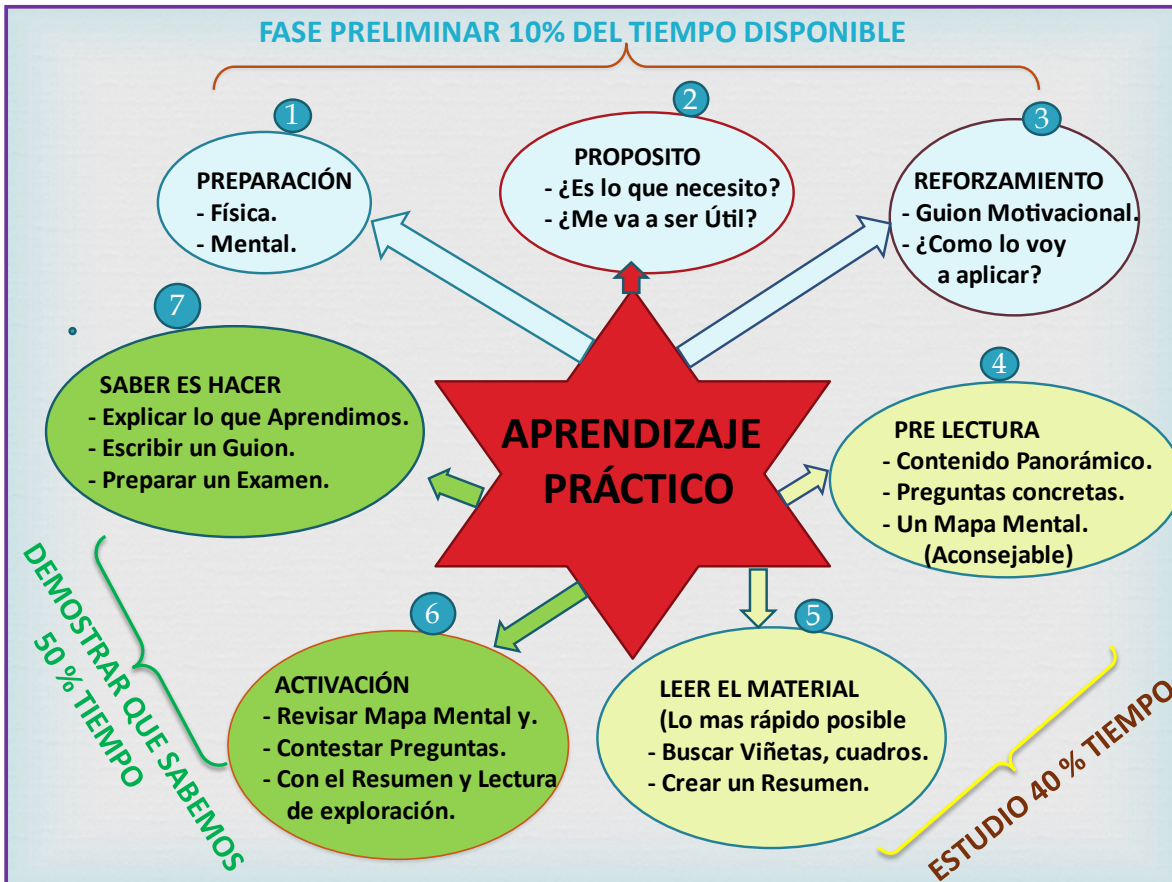 FASE PRELIMINAR 10% DEL TIEMPO DISPONIBLE
1
PREPARACIÓN
- Física.
- Mental.
2
PROPOSITO
- ¿Es lo que necesito?
- ¿Me va a ser Útil?
3
REFORZAMIENTO
- Guion Motivacional.
- ¿Como lo voy
a aplicar?
APRENDIZAJE
PRÁCTICO
4
PRE LECTURA
- Contenido Panorámico.
- Preguntas concretas.
- Un Mapa Mental.
(Aconsejable)
5
LEER EL MATERIAL
(Lo mas rápido posible
- Buscar Viñetas, cuadros.
- Crear un Resumen.
ESTUDIO 40 % TIEMPO
6
ACTIVACIÓN
- Revisar Mapa Mental y.
- Contestar Preguntas.
- Con el Resumen y Lectura
de exploración.
7
SABER ES HACER
- Explicar lo que Aprendimos.
- Escribir un Guion.
- Preparar un Examen.
DEMOSTRAR QUE SABEMOS
50 % TIEMPO